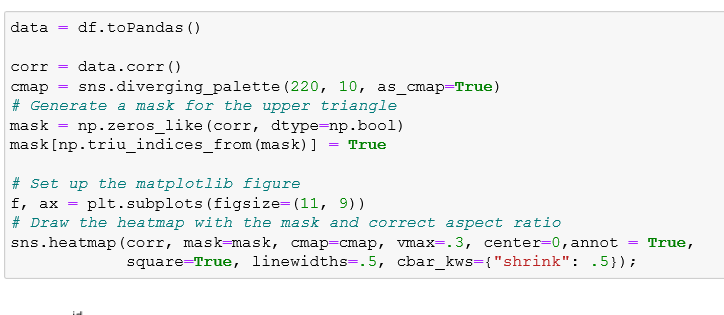 data = df.toPandas()
corr = data.corr()
cmap = sns.diverging_palette(220, 10, as_cmap=True)
# Generate a mask for the upper triangle
mask = np.zeros_like(corr, dtype=np.bool)
mask[np.triu_indices_from(mask)] = True
# Set up the matplotlib figure
f, ax = plt.subplots(figsize=(11, 9))
# Draw the heatmap with the mask and correct aspect ratio
sns.heatmap(corr, mask=mask, cmap=cmap, vmax=.3, center=0,annot = True,
            square=True, linewidths=.5, cbar_kws={"shrink": .5});
id